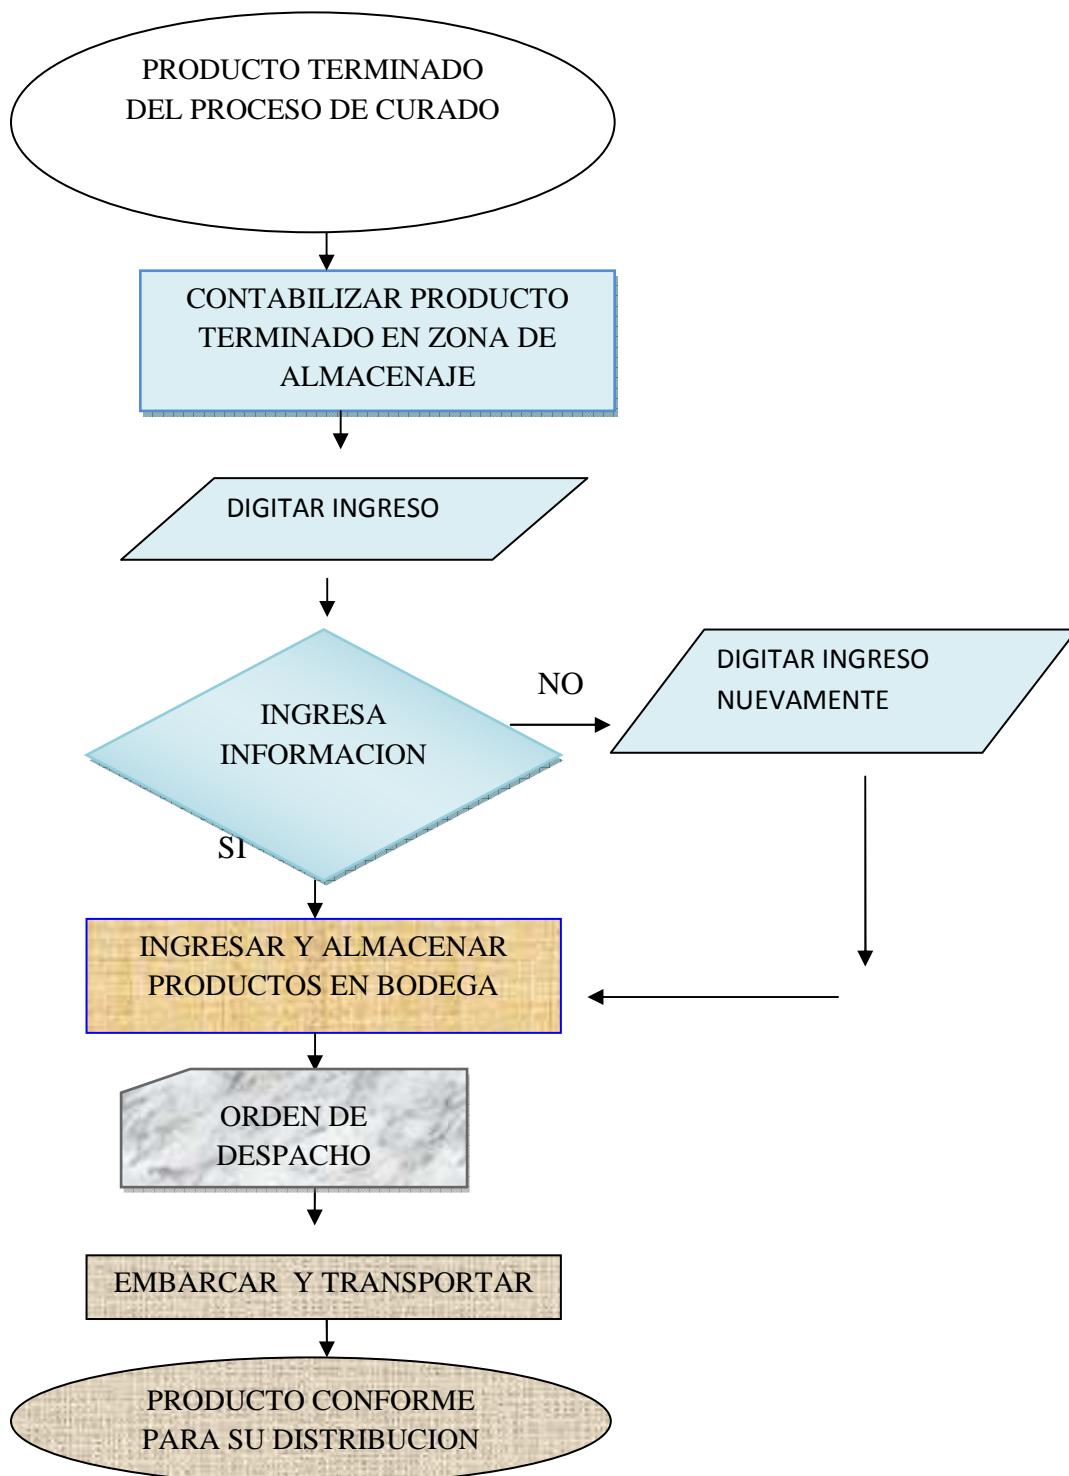 PRODUCTO TERMINADO
DEL PROCESO DE CURADO
CONTABILIZAR PRODUCTO
TERMINADO EN ZONA DE
ALMACENAJE
DIGITAR INGRESO
INGRESA
INFORMACION
NO
DIGITAR INGRESO
NUEVAMENTE
SI
INGRESAR Y ALMACENAR
PRODUCTOS EN BODEGA
ORDEN DE
DESPACHO
EMBARCAR Y TRANSPORTAR
PRODUCTO CONFORME
PARA SU DISTRIBUCION